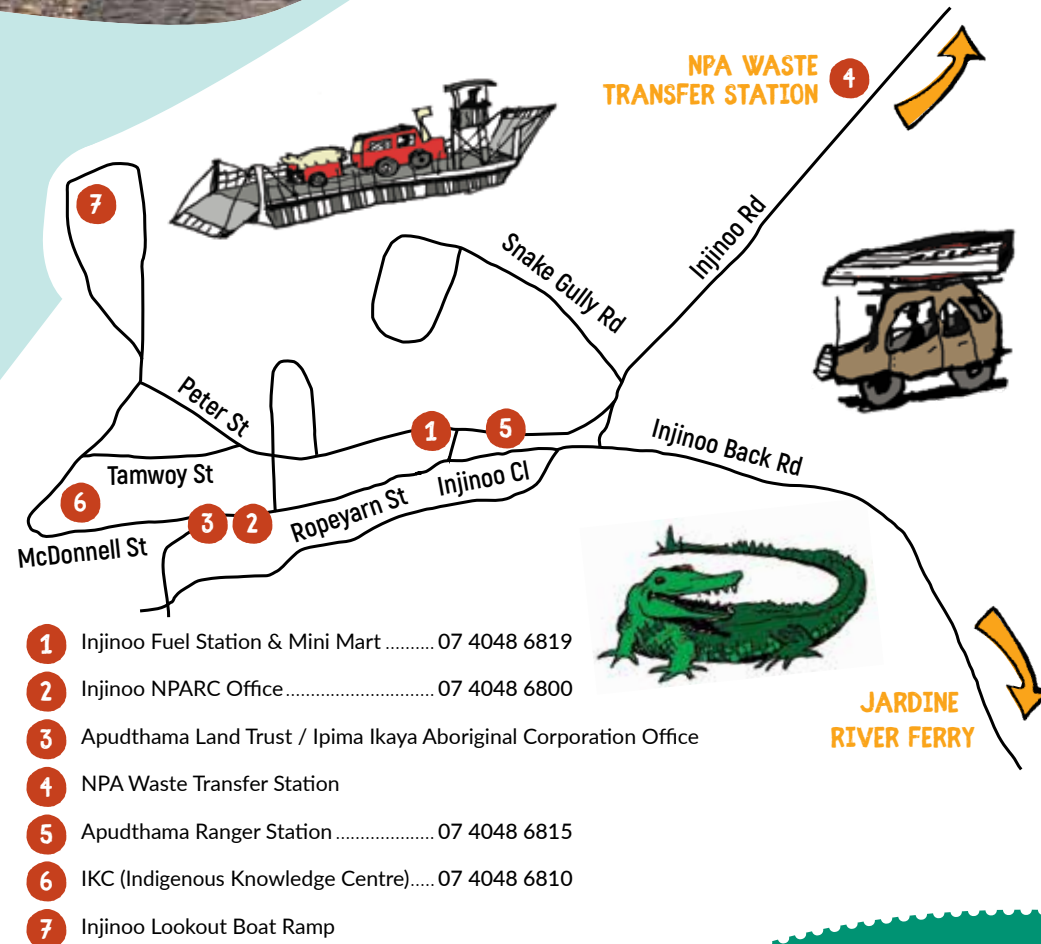 NPA WASTE
TRANSFER STATION
4
7
Injinoo Rd
Snake Gully Rd
Peter St
1
5
Injinoo Back Rd
Tamwoy St
Injinoo Cl
6
3
2
Ropeyarn St
McDonnell St
JARDINE
RIVER FERRY
1 Injinoo Fuel Station & Mini Mart .......... 07 4048 6819
2 Injinoo NPARC Office .............................. 07 4048 6800
3 Apudthama Land Trust / Ipima Ikaya Aboriginal Corporation Office
4 NPA Waste Transfer Station
5 Apudthama Ranger Station .................... 07 4048 6815
6 IKC (Indigenous Knowledge Centre)..... 07 4048 6810
7 Injinoo Lookout Boat Ramp